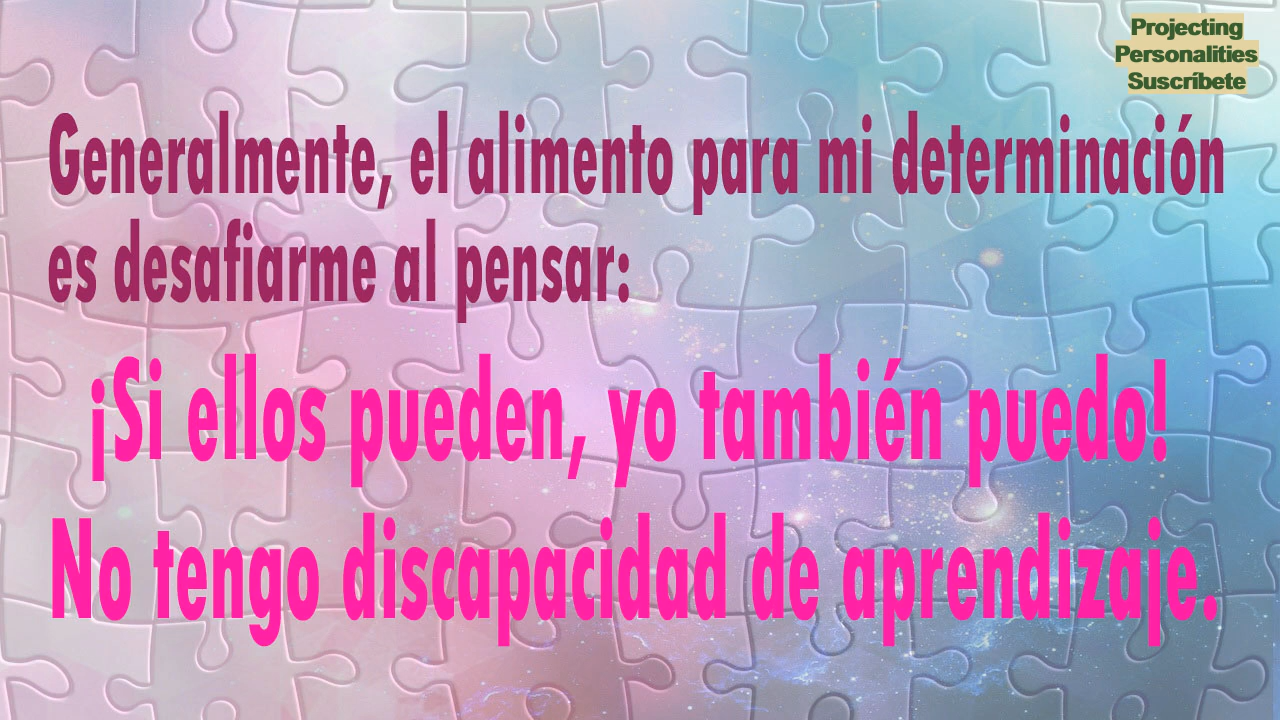 Projecting
Personalities
Suscríbete
Generalmente, el alimento para mi determinación
es desafiarme al pensar:
¡Si ellos pueden, yo también puedo!
No tengo discapacidad de aprendizaje.